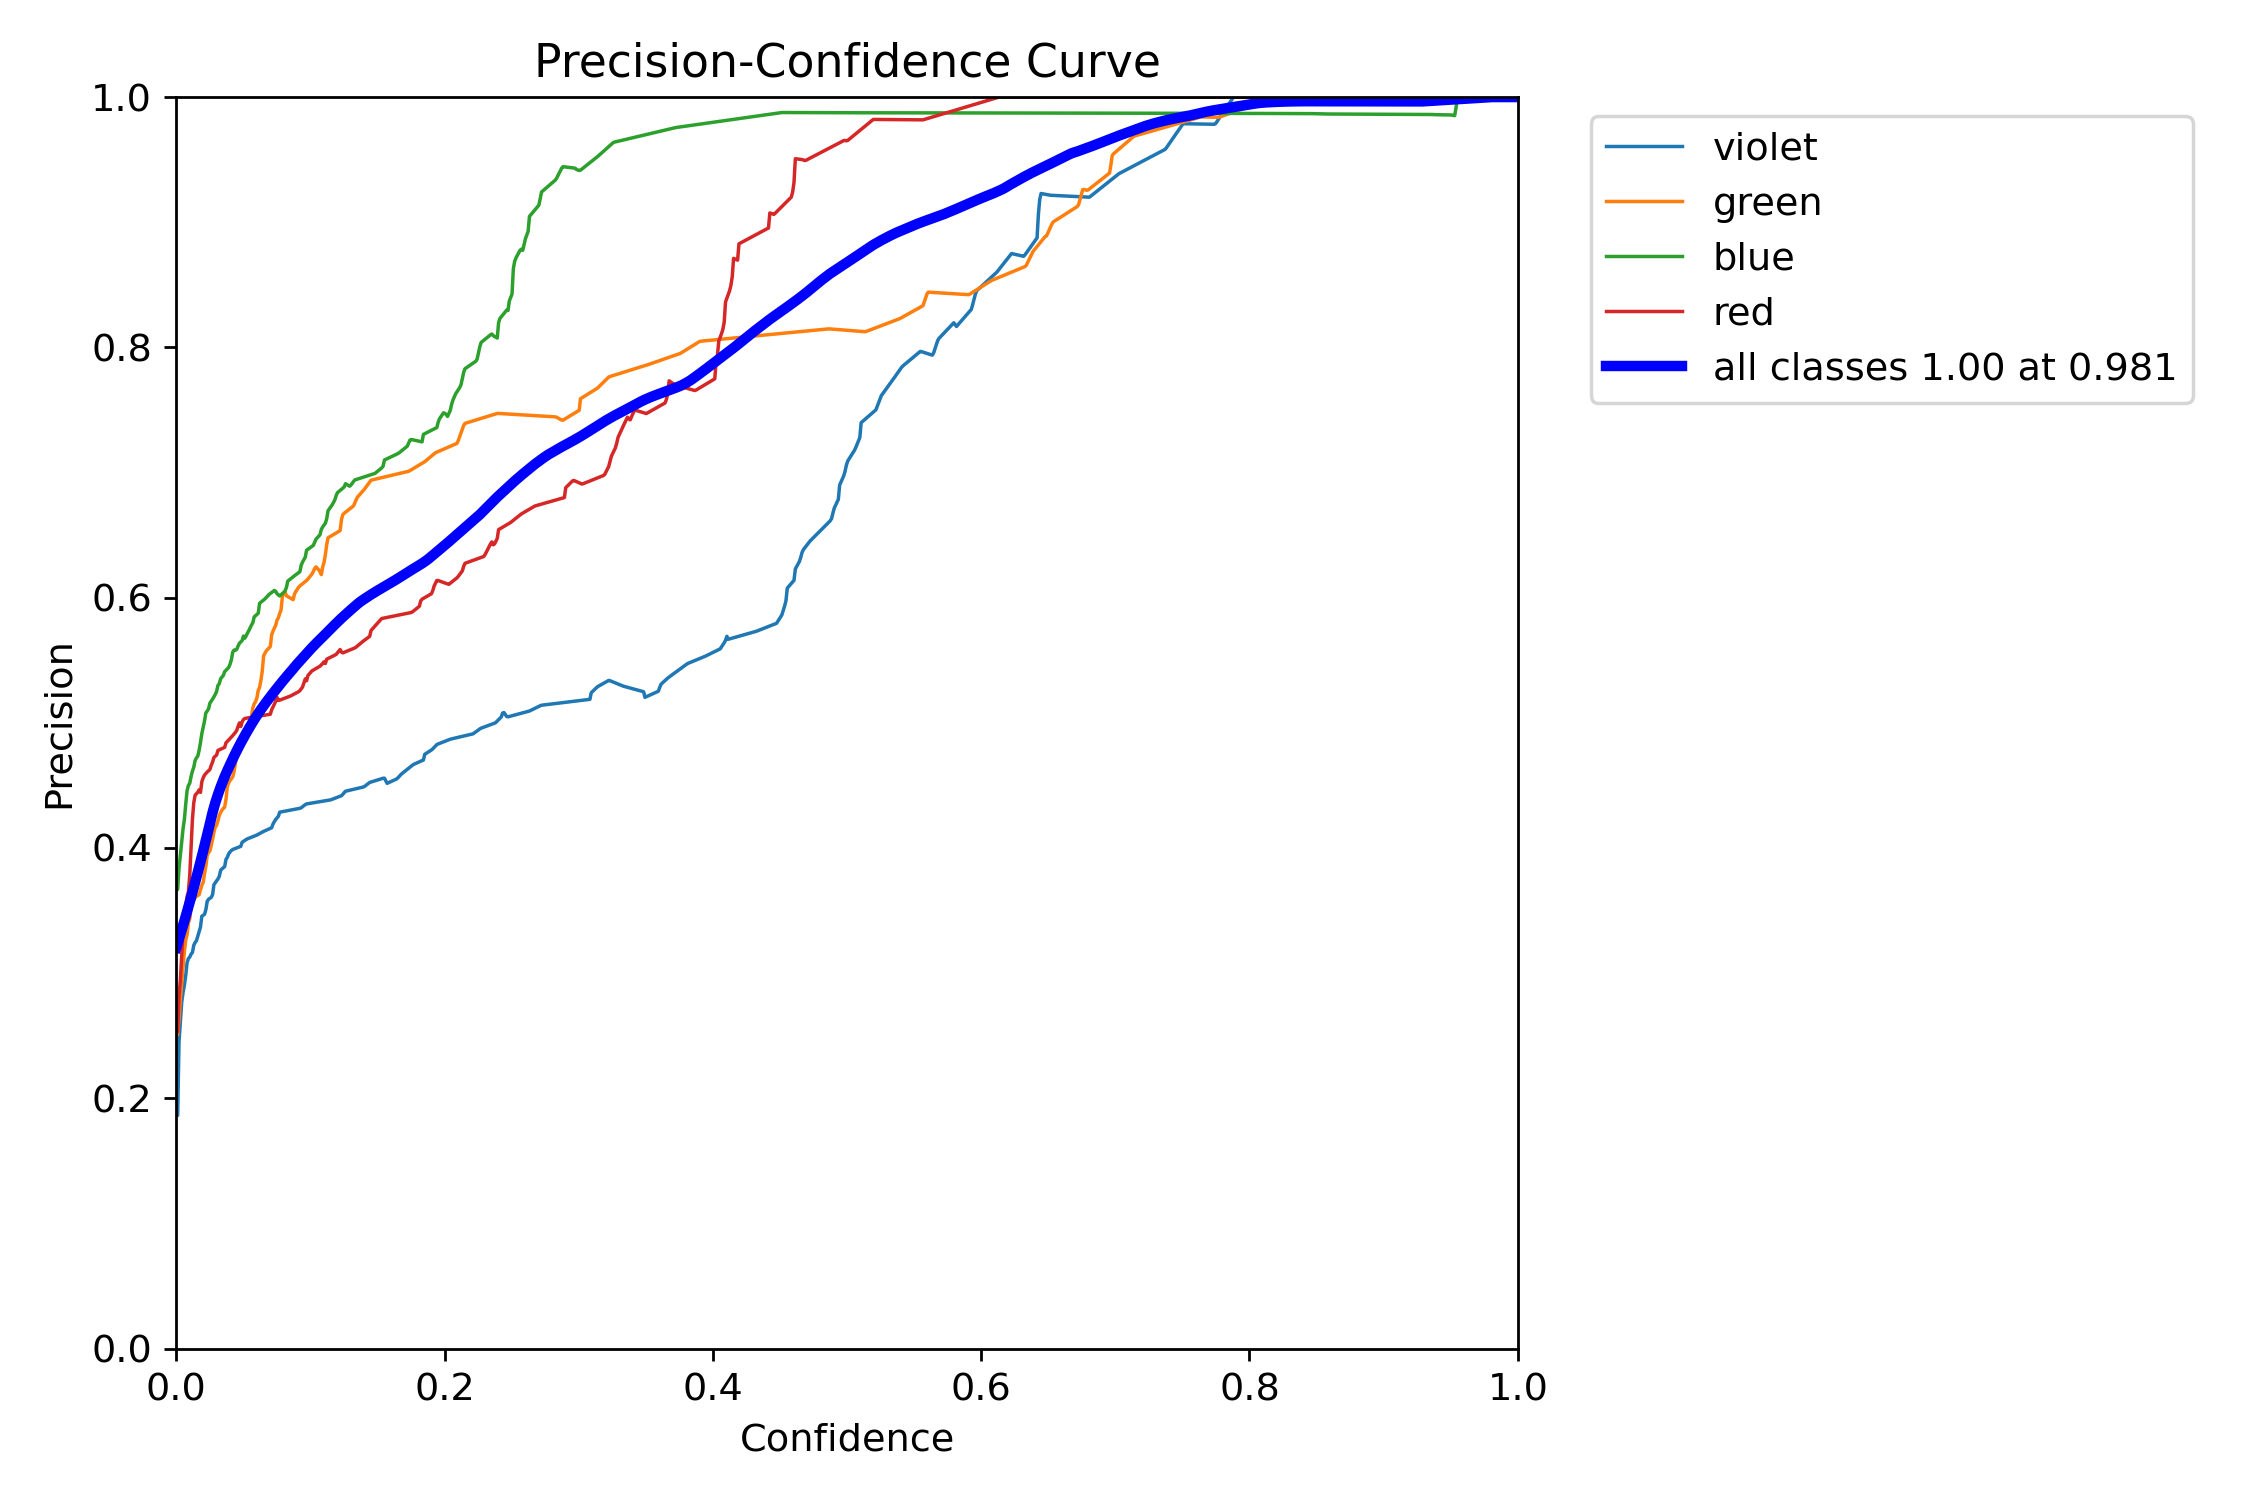 Precision-Confidence Curve
1.0
0.8
0.6
0.4
0.2
0.0
Precision
0.0 0.2 0.4 0.6 0.8 1.0
Confidence
violet
green
blue
red
all classes 1.00 at 0.981